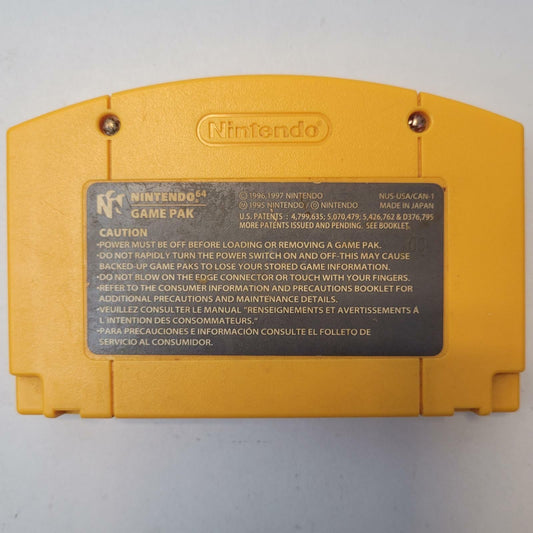 Nintendo®
NINTENDO 64
GAME PAK
© 1996,1997 NINTENDO
Ⓜ 1995 NINTENDO / Ⓟ NINTENDO
NUS-USA/CAN-1
MADE IN JAPAN
U.S. PATENTS : 4,799,635; 5,070,479; 5,426,762 & D376,795
MORE PATENTS ISSUED AND PENDING. SEE BOOKLET.
CAUTION
•POWER MUST BE OFF BEFORE LOADING OR REMOVING A GAME PAK.
•DO NOT RAPIDLY TURN THE POWER SWITCH ON AND OFF-THIS MAY CAUSE
BACKED-UP GAME PAKS TO LOSE YOUR STORED GAME INFORMATION.
•DO NOT BLOW ON THE EDGE CONNECTOR OR TOUCH WITH YOUR FINGERS.
•REFER TO THE CONSUMER INFORMATION AND PRECAUTIONS BOOKLET FOR
ADDITIONAL PRECAUTIONS AND MAINTENANCE DETAILS.
•VEUILLEZ CONSULTER LE MANUAL "RENSEIGNEMENTS ET AVERTISSEMENTS À
L INTENTION DES CONSOMMATEURS."
•PARA PRECAUCIONES E INFORMACIÓN CONSULTE EL FOLLETO DE
SERVICIO AL CONSUMIDOR.